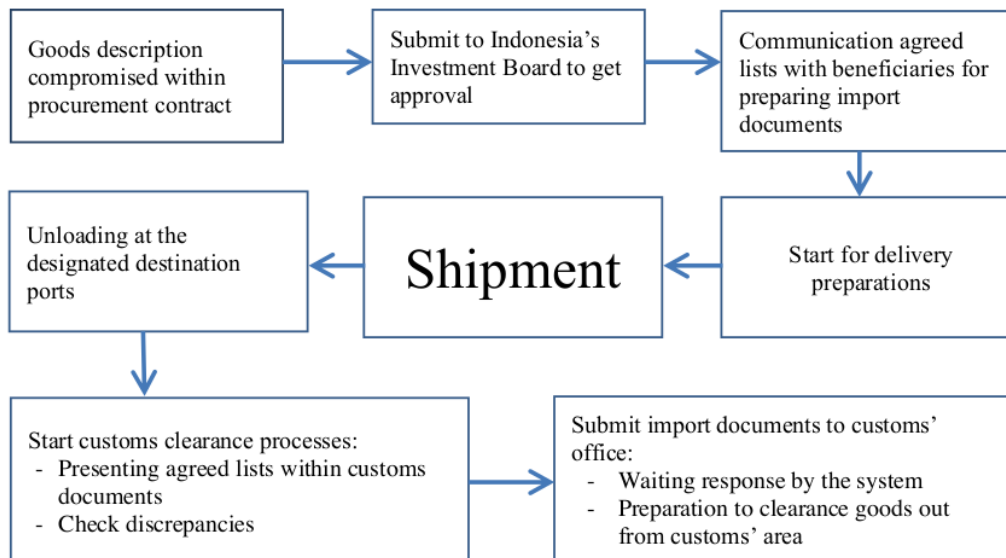 Goods description
compromised within
procurement contract
Submit to Indonesia's
Investment Board to get
approval
Communication agreed
lists with beneficiaries for
preparing import
documents
Start for delivery
preparations
Shipment
Unloading at the
designated destination
ports
Start customs clearance processes:
- Presenting agreed lists within customs
documents
- Check discrepancies
Submit import documents to customs'
office:
- Waiting response by the system
- Preparation to clearance goods out
from customs' area